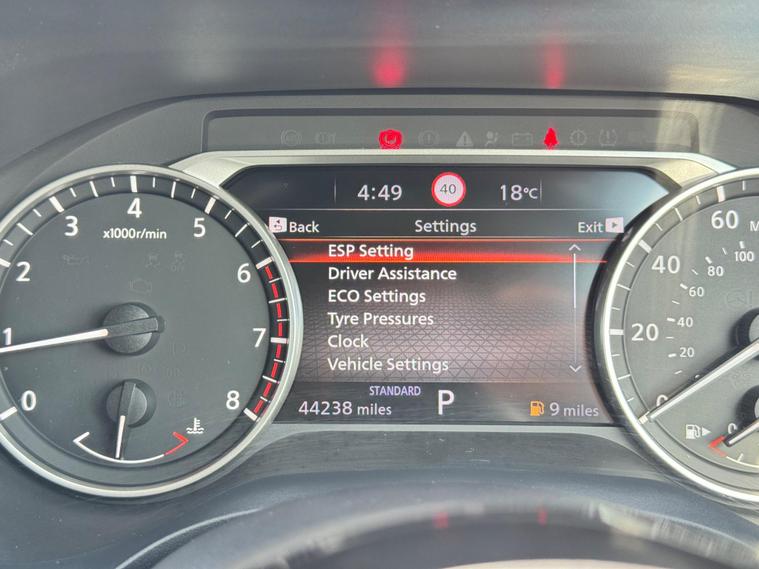 4:49 40 18°C
Back Settings Exit
ESP Setting
Driver Assistance
ECO Settings
Tyre Pressures
Clock
Vehicle Settings
STANDARD
44238 miles P 9 miles
x1000r/min
0 1 2 3 4 5 6 7 8
0 20 40 60
20 40 60 80 100